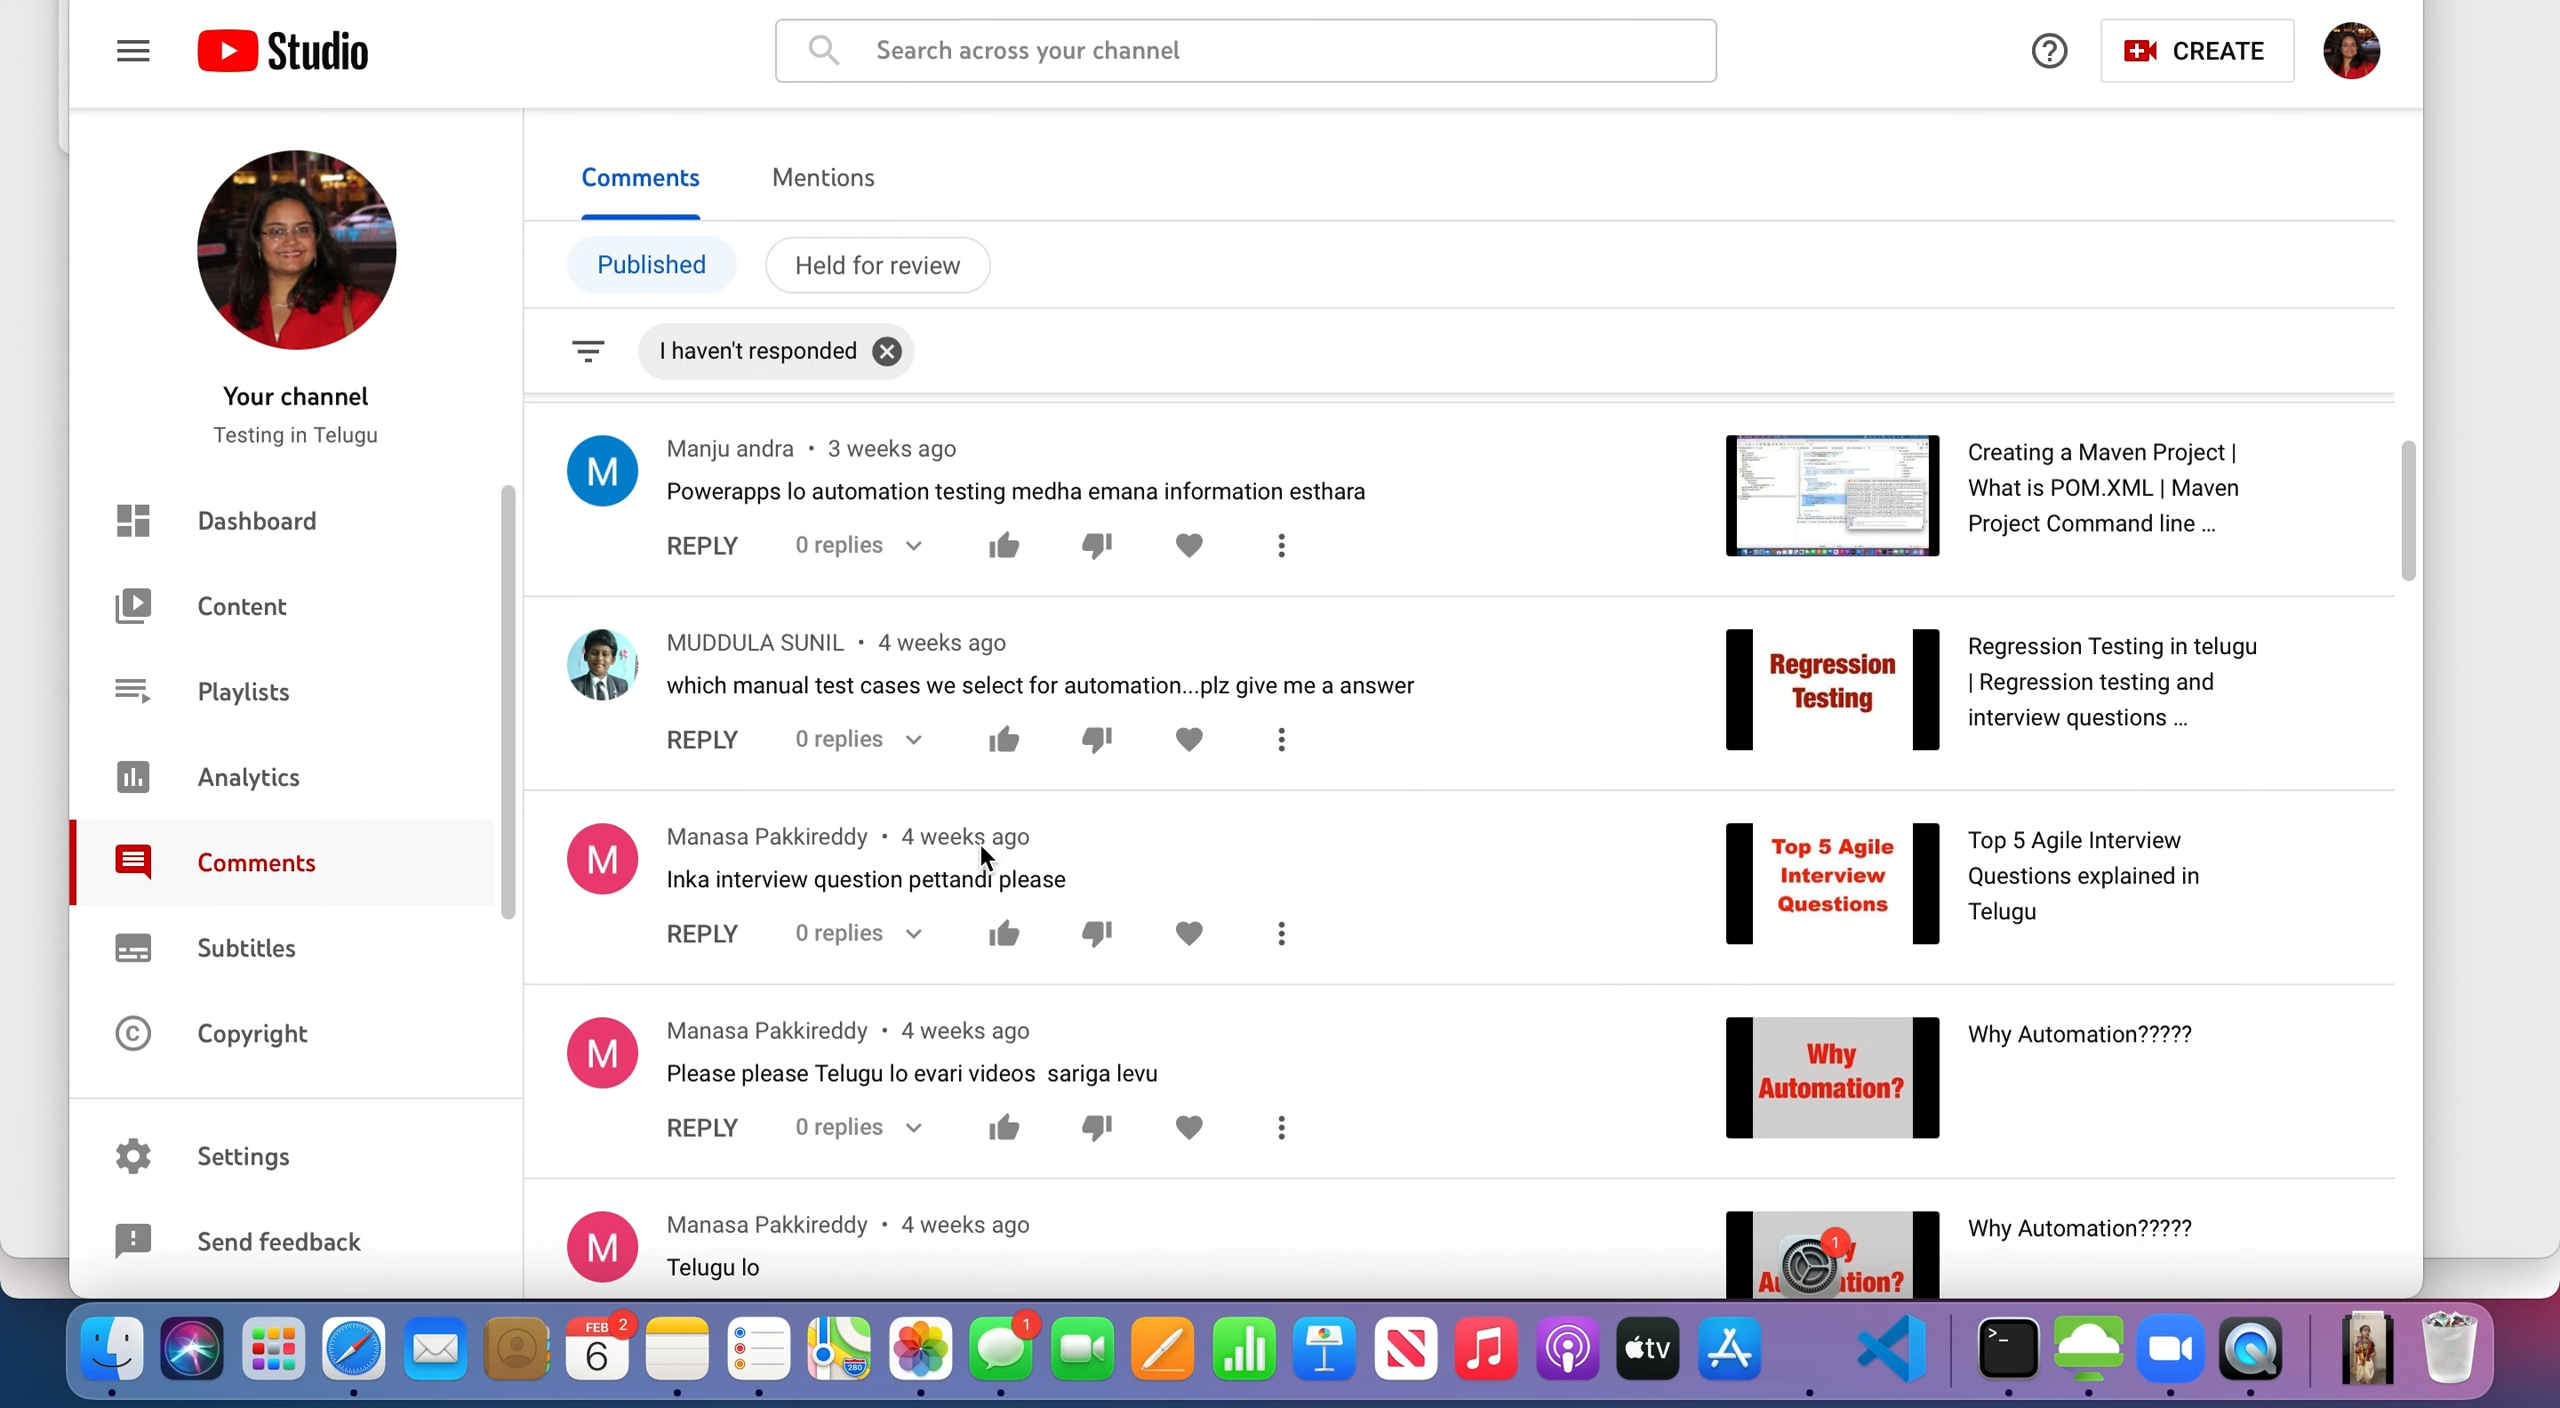 Studio
Search across your channel
CREATE
Your channel
Testing in Telugu
Dashboard
Content
Playlists
Analytics
Comments
Subtitles
Copyright
Settings
Send feedback
Comments Mentions
Published Held for review
I haven't responded
Manju andra • 3 weeks ago
Powerapps lo automation testing medha emana information esthara
REPLY 0 replies
Creating a Maven Project |
What is POM.XML | Maven
Project Command line ...
MUDDULA SUNIL • 4 weeks ago
which manual test cases we select for automation...plz give me a answer
REPLY 0 replies
Regression
Testing
Regression Testing in telugu
| Regression testing and
interview questions ...
Manasa Pakkireddy • 4 weeks ago
Inka interview question pettandi please
REPLY 0 replies
Top 5 Agile
Interview
Questions
Top 5 Agile Interview
Questions explained in
Telugu
Manasa Pakkireddy • 4 weeks ago
Please please Telugu lo evari videos sariga levu
REPLY 0 replies
Why
Automation?
Why Automation?????
Manasa Pakkireddy • 4 weeks ago
Telugu lo
Why Automation?????
1
FEB 2
6
280
1
tv